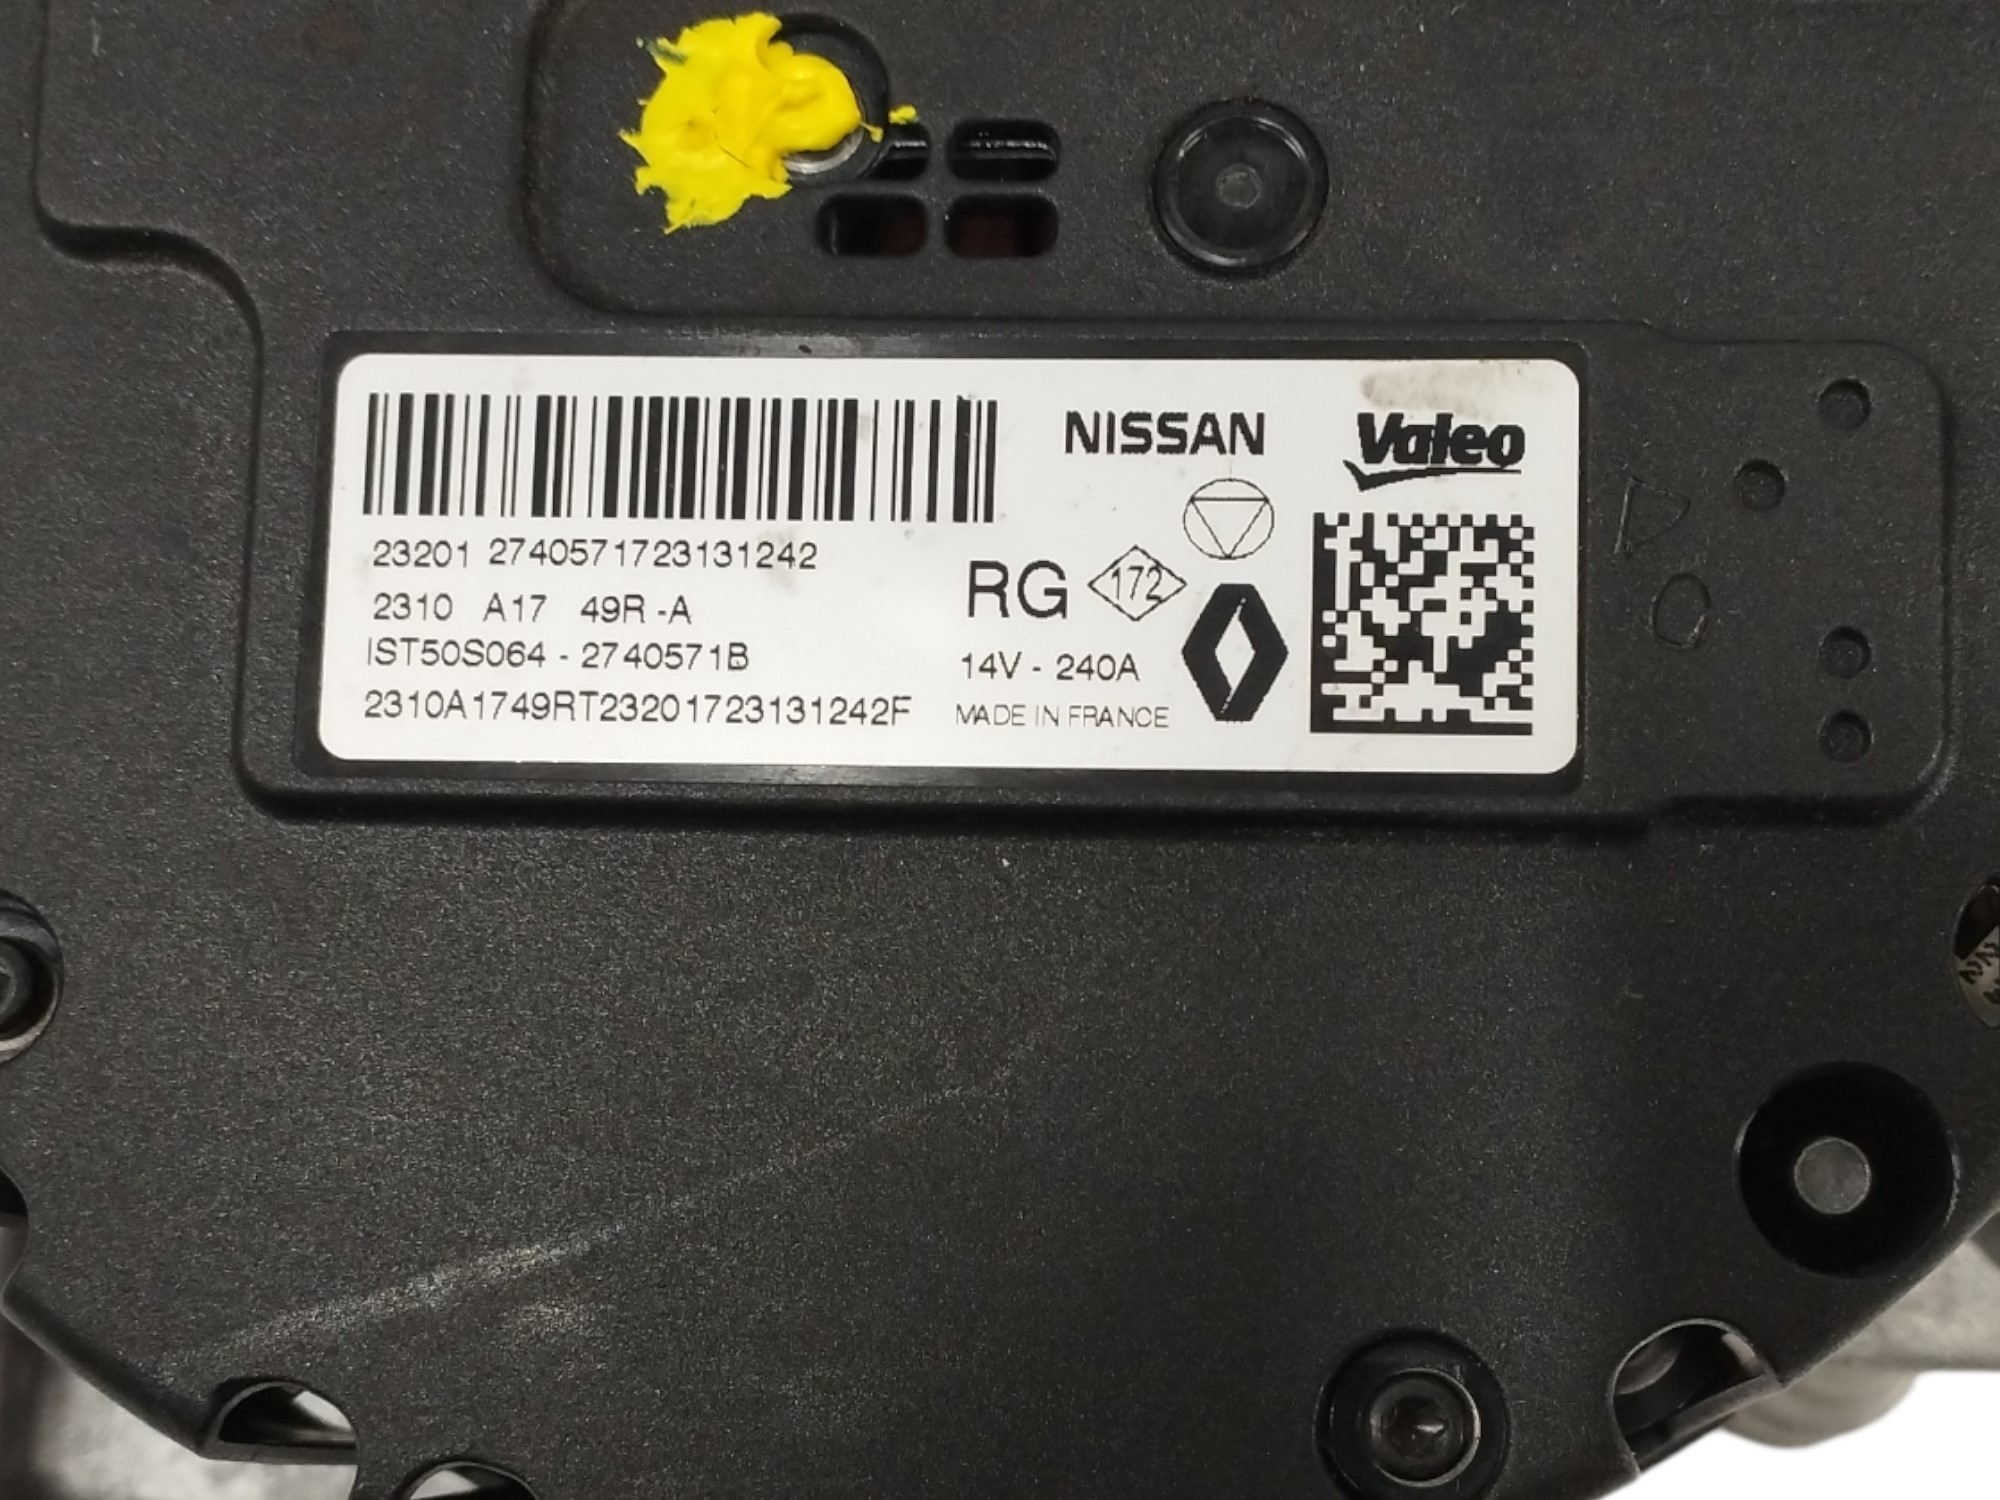 NISSAN
Valeo
23201 2740571723131242
2310 A17 49R -A
RG
172
IST50S064 - 2740571B
14V - 240A
2310A1749RT23201723131242F
MADE IN FRANCE